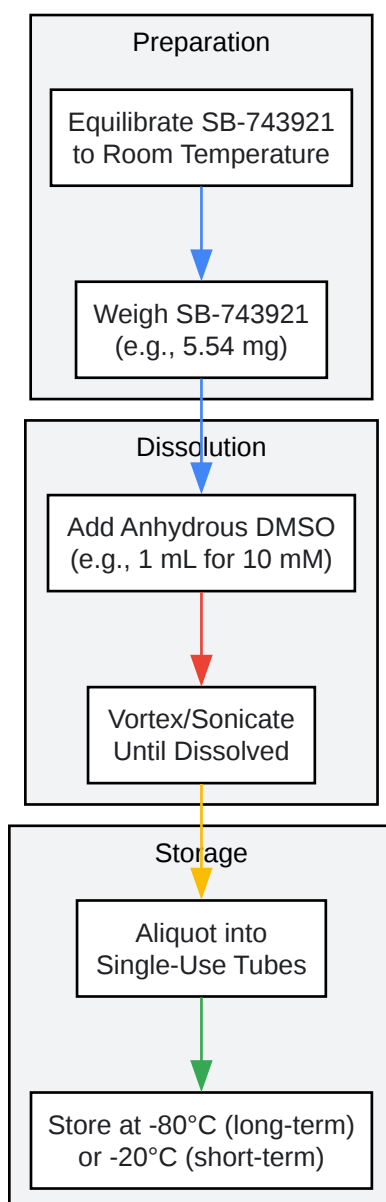 Preparation
Equilibrate SB-743921
to Room Temperature
Weigh SB-743921
(e.g., 5.54 mg)
Dissolution
Add Anhydrous DMSO
(e.g., 1 mL for 10 mM)
Vortex/Sonicate
Until Dissolved
Storage
Aliquot into
Single-Use Tubes
Store at -80°C (long-term)
or -20°C (short-term)